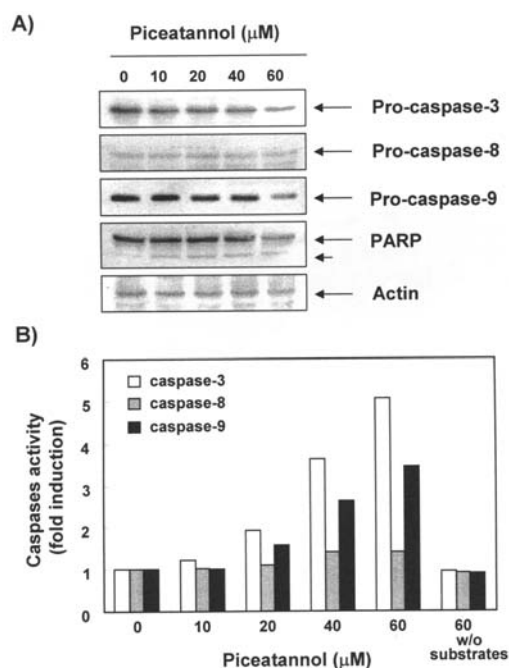 A)
Piceatannol (μM)
0 10 20 40 60
Pro-caspase-3
Pro-caspase-8
Pro-caspase-9
PARP
Actin
B)
6
5
4
3
2
1
0
Caspases activity
(fold induction)
caspase-3
caspase-8
caspase-9
0 10 20 40 60 60
w/o
substrates
Piceatannol (μM)